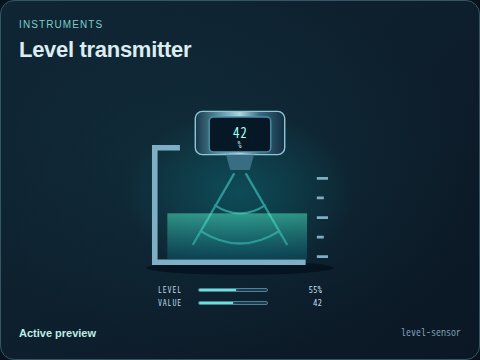 INSTRUMENTS
Level transmitter
42
%
LEVEL 55%
VALUE 42
Active preview level-sensor